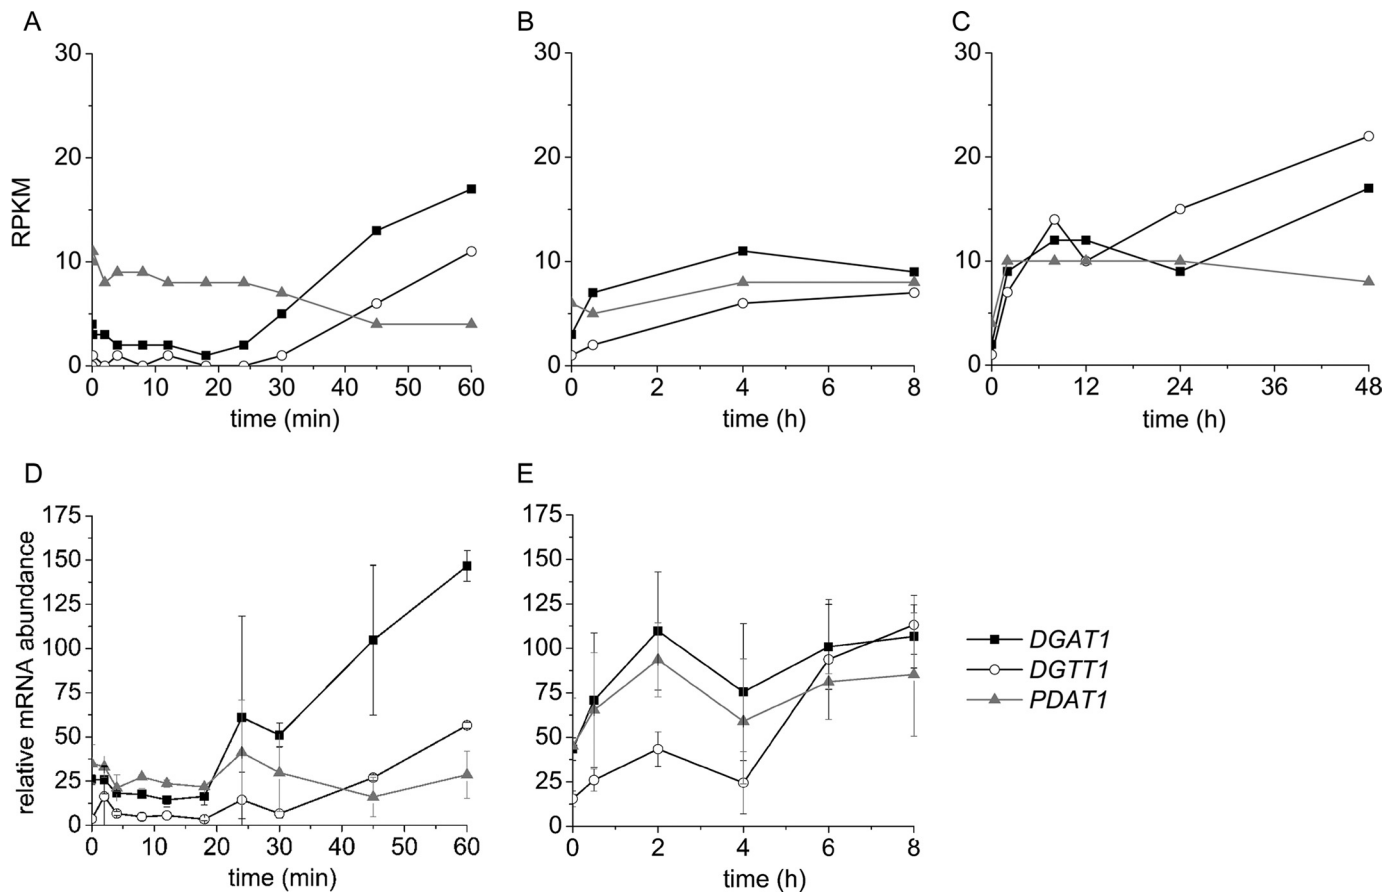 A
B
C
30
20
10
0
RPKM
0 10 20 30 40 50 60
time (min)
30
20
10
0
0 2 4 6 8
time (h)
30
20
10
0
0 12 24 36 48
time (h)
D
E
175
150
125
100
75
50
25
0
relative mRNA abundance
0 10 20 30 40 50 60
time (min)
175
150
125
100
75
50
25
0
0 2 4 6 8
time (h)
DGAT1
DGTT1
PDAT1